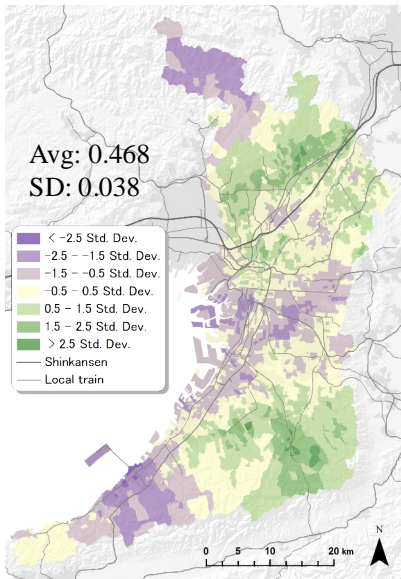 Avg: 0.468
SD: 0.038
< -2.5 Std. Dev.
-2.5 - -1.5 Std. Dev.
-1.5 - -0.5 Std. Dev.
-0.5 - 0.5 Std. Dev.
0.5 - 1.5 Std. Dev.
1.5 - 2.5 Std. Dev.
> 2.5 Std. Dev.
Shinkansen
Local train
N
0 5 10 20 km